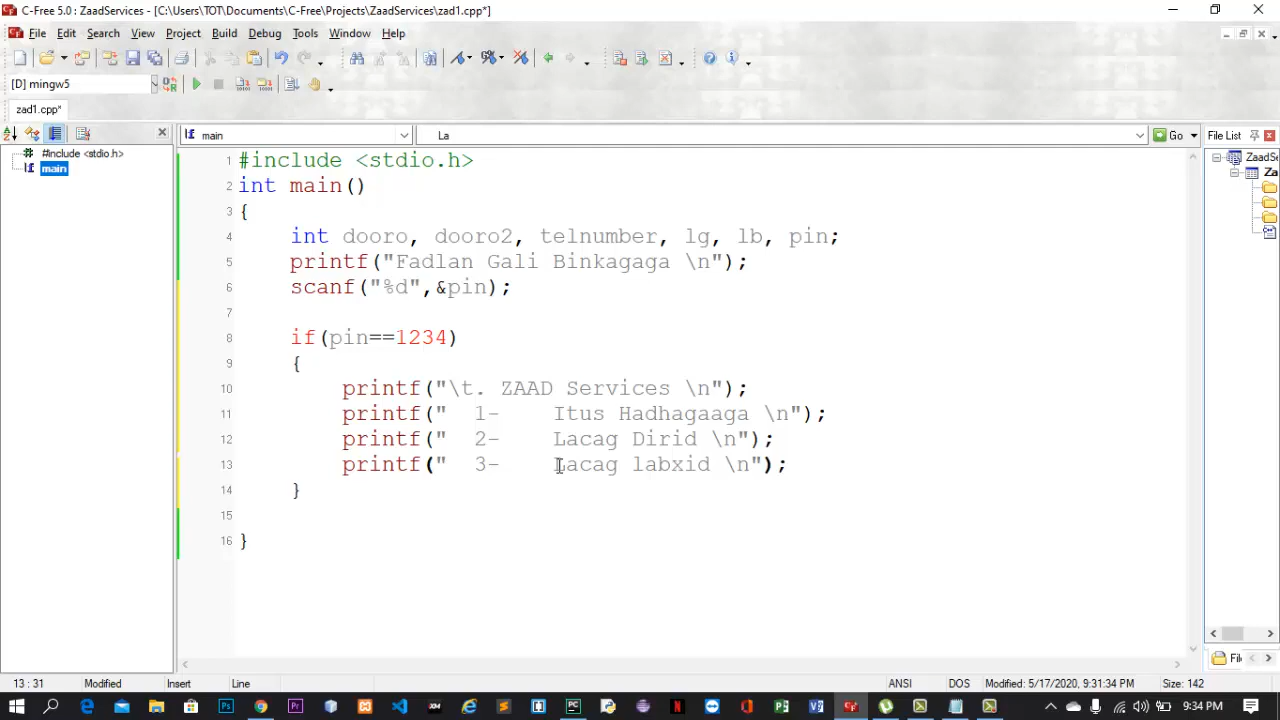 C-Free 5.0 : ZaadServices - [C:\Users\TOT\Documents\C-Free\Projects\ZaadServices\zad1.cpp*]
File Edit Search View Project Build Debug Tools Window Help
[D] mingw5
zad1.cpp*
main La Go File List
#include <stdio.h>
main
ZaadS
Za
1 #include <stdio.h>
2 int main()
3 {
4 int dooro, dooro2, telnumber, lg, lb, pin;
5 printf("Fadlan Gali Binkagaga \n");
6 scanf("%d",&pin);
7
8 if(pin==1234)
9 {
10 printf("\t. ZAAD Services \n");
11 printf("  1-    Itus Hadhagaaga \n");
12 printf("  2-    Lacag Dirid \n");
13 printf("  3-    Lacag labxid \n");
14 }
15
16 }
File
13 : 31 Modified Insert Line ANSI DOS Modified: 5/17/2020, 9:31:34 PM Size: 142
9:34 PM